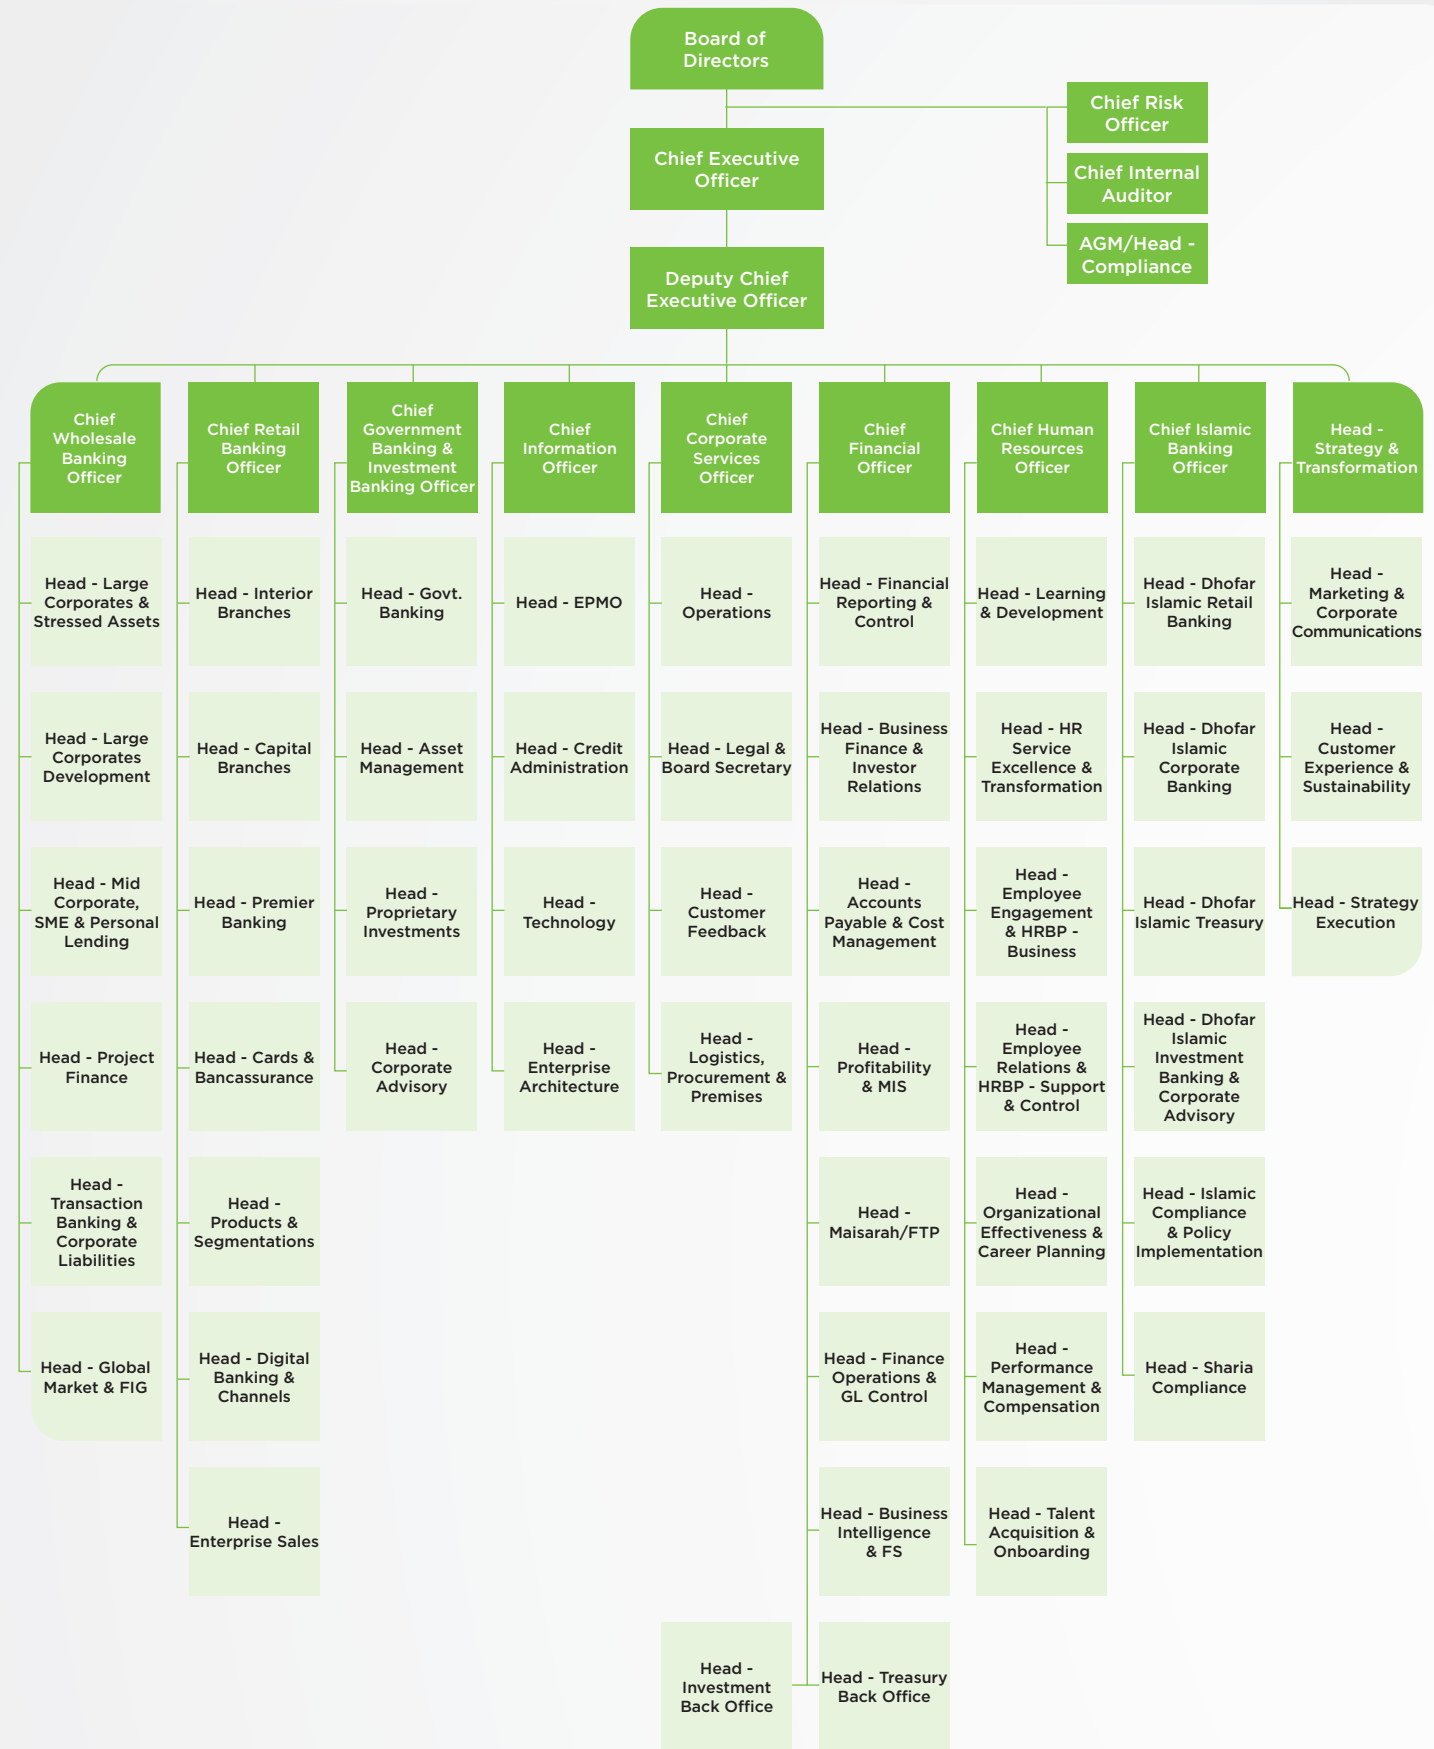 Board of
Directors
Chief Risk
Officer
Chief Executive
Officer
Chief Internal
Auditor
AGM/Head -
Compliance
Deputy Chief
Executive Officer
Chief
Wholesale
Banking
Officer
Chief Retail
Banking
Officer
Chief
Government
Banking &
Investment
Banking Officer
Chief
Information
Officer
Chief
Corporate
Services
Officer
Chief
Financial
Officer
Chief Human
Resources
Officer
Chief Islamic
Banking
Officer
Head -
Strategy &
Transformation
Head - Large
Corporates &
Stressed Assets
Head - Interior
Branches
Head - Govt.
Banking
Head - EPMO
Head -
Operations
Head - Financial
Reporting &
Control
Head - Learning
& Development
Head - Dhofar
Islamic Retail
Banking
Head -
Marketing &
Corporate
Communications
Head - Large
Corporates
Development
Head - Capital
Branches
Head - Asset
Management
Head - Credit
Administration
Head - Legal &
Board Secretary
Head - Business
Finance &
Investor
Relations
Head - HR
Service
Excellence &
Transformation
Head - Dhofar
Islamic
Corporate
Banking
Head -
Customer
Experience &
Sustainability
Head - Mid
Corporate,
SME & Personal
Lending
Head - Premier
Banking
Head -
Proprietary
Investments
Head -
Technology
Head -
Customer
Feedback
Head -
Accounts
Payable & Cost
Management
Head -
Employee
Engagement
& HRBP -
Business
Head - Dhofar
Islamic Treasury
Head - Strategy
Execution
Head - Project
Finance
Head - Cards &
Bancassurance
Head -
Corporate
Advisory
Head -
Enterprise
Architecture
Head -
Logistics,
Procurement &
Premises
Head -
Profitability
& MIS
Head -
Employee
Relations &
HRBP - Support
& Control
Head - Dhofar
Islamic
Investment
Banking &
Corporate
Advisory
Head -
Transaction
Banking &
Corporate
Liabilities
Head -
Products &
Segmentations
Head -
Maisarah/FTP
Head -
Organizational
Effectiveness &
Career Planning
Head - Islamic
Compliance
& Policy
Implementation
Head - Global
Market & FIG
Head - Digital
Banking &
Channels
Head - Finance
Operations &
GL Control
Head -
Performance
Management &
Compensation
Head - Sharia
Compliance
Head -
Enterprise Sales
Head - Business
Intelligence
& FS
Head - Talent
Acquisition &
Onboarding
Head -
Investment
Back Office
Head - Treasury
Back Office